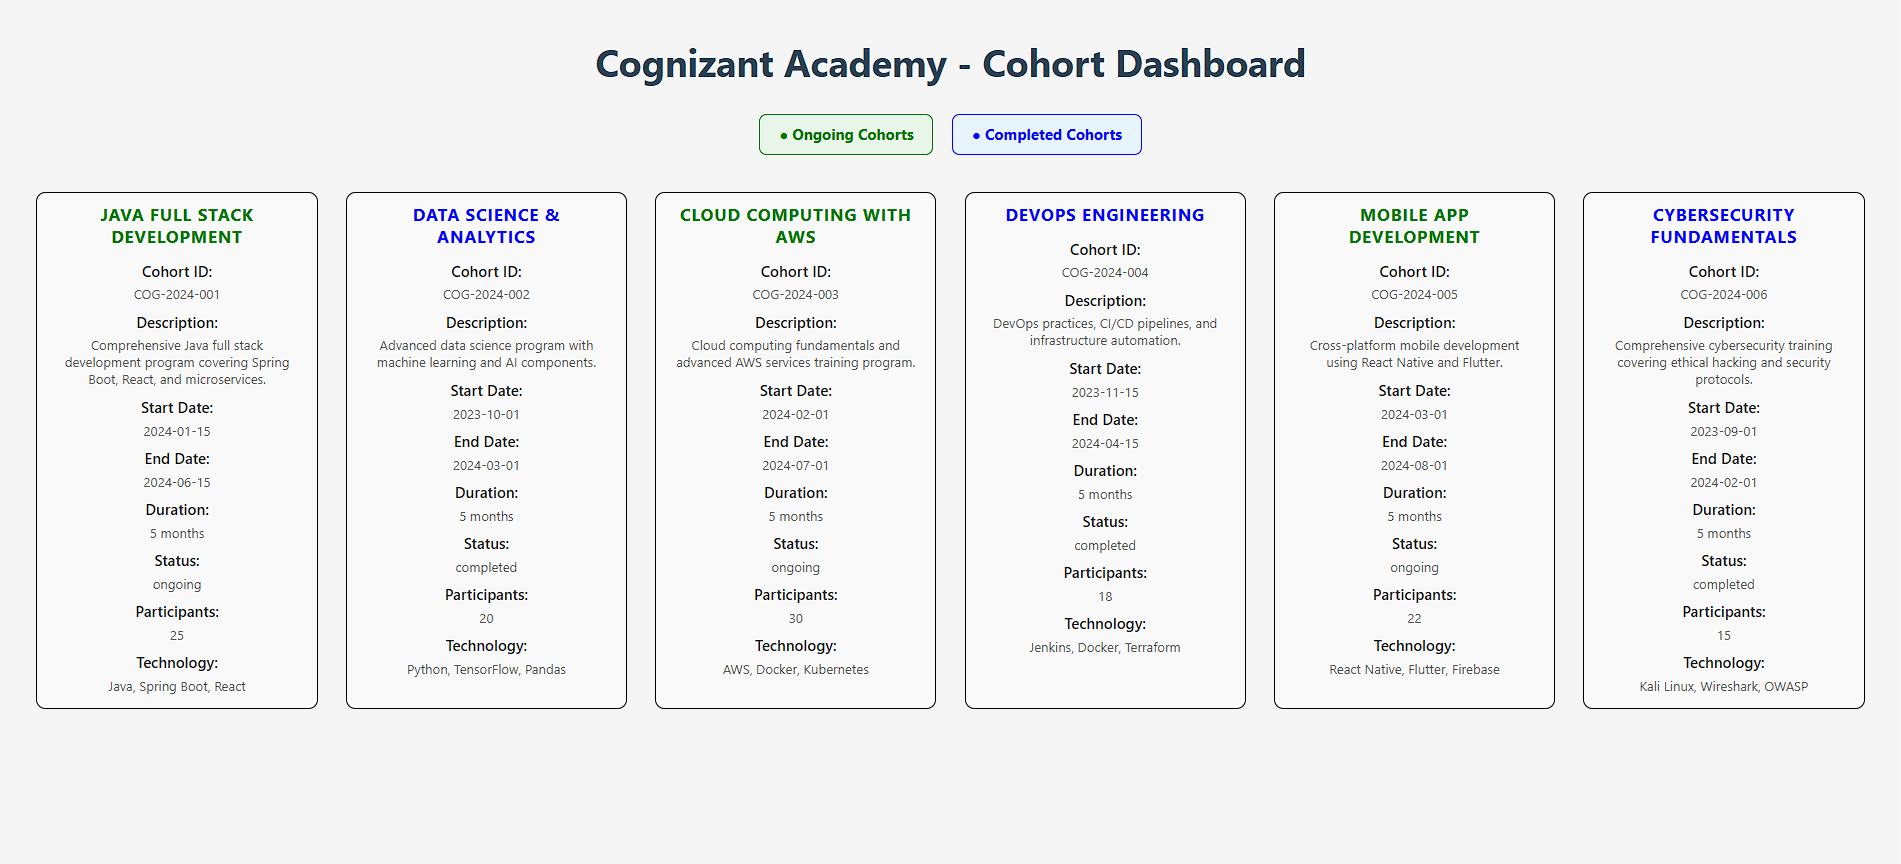 Cognizant Academy - Cohort Dashboard
● Ongoing Cohorts
● Completed Cohorts
JAVA FULL STACK
DEVELOPMENT
Cohort ID:
COG-2024-001
Description:
Comprehensive Java full stack
development program covering Spring
Boot, React, and microservices.
Start Date:
2024-01-15
End Date:
2024-06-15
Duration:
5 months
Status:
ongoing
Participants:
25
Technology:
Java, Spring Boot, React
DATA SCIENCE &
ANALYTICS
Cohort ID:
COG-2024-002
Description:
Advanced data science program with
machine learning and AI components.
Start Date:
2023-10-01
End Date:
2024-03-01
Duration:
5 months
Status:
completed
Participants:
20
Technology:
Python, TensorFlow, Pandas
CLOUD COMPUTING WITH
AWS
Cohort ID:
COG-2024-003
Description:
Cloud computing fundamentals and
advanced AWS services training program.
Start Date:
2024-02-01
End Date:
2024-07-01
Duration:
5 months
Status:
ongoing
Participants:
30
Technology:
AWS, Docker, Kubernetes
DEVOPS ENGINEERING
Cohort ID:
COG-2024-004
Description:
DevOps practices, CI/CD pipelines, and
infrastructure automation.
Start Date:
2023-11-15
End Date:
2024-04-15
Duration:
5 months
Status:
completed
Participants:
18
Technology:
Jenkins, Docker, Terraform
MOBILE APP
DEVELOPMENT
Cohort ID:
COG-2024-005
Description:
Cross-platform mobile development
using React Native and Flutter.
Start Date:
2024-03-01
End Date:
2024-08-01
Duration:
5 months
Status:
ongoing
Participants:
22
Technology:
React Native, Flutter, Firebase
CYBERSECURITY
FUNDAMENTALS
Cohort ID:
COG-2024-006
Description:
Comprehensive cybersecurity training
covering ethical hacking and security
protocols.
Start Date:
2023-09-01
End Date:
2024-02-01
Duration:
5 months
Status:
completed
Participants:
15
Technology:
Kali Linux, Wireshark, OWASP